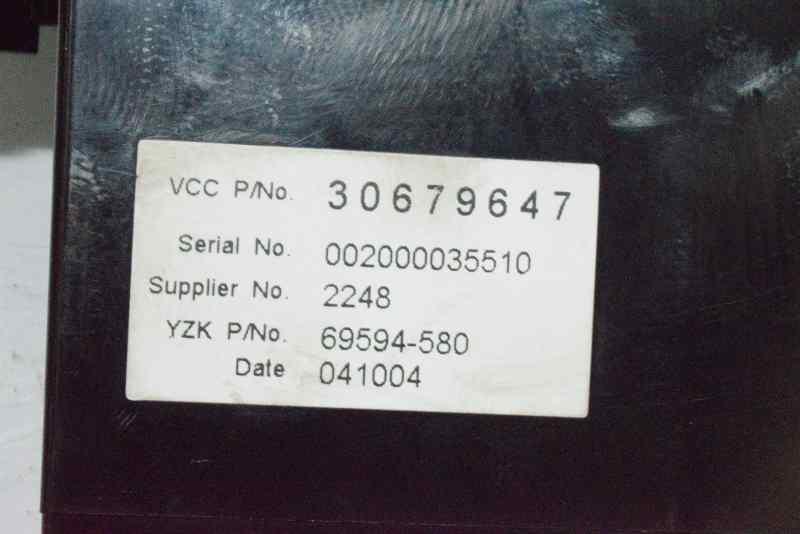 VCC P/No. 30679647
Serial No. 002000035510
Supplier No. 2248
YZK P/No. 69594-580
Date 041004